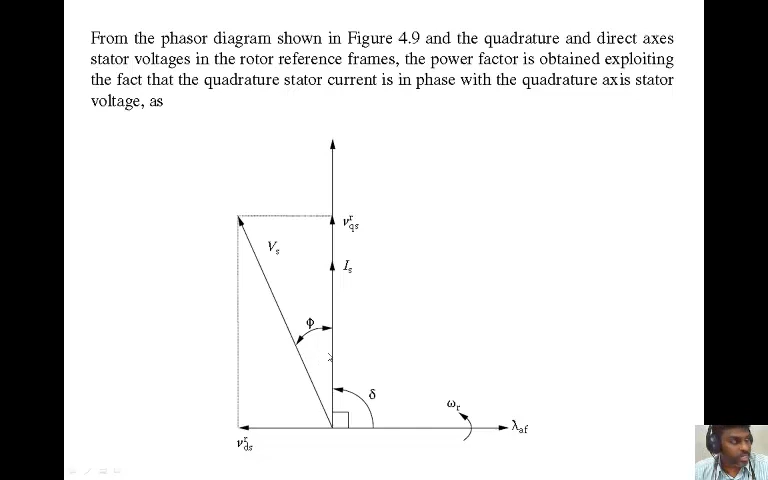 From the phasor diagram shown in Figure 4.9 and the quadrature and direct axes
stator voltages in the rotor reference frames, the power factor is obtained exploiting
the fact that the quadrature stator current is in phase with the quadrature axis stator
voltage, as
v^r_qs
V_s
I_s
ϕ
δ
ω_r
λ_af
v^r_ds